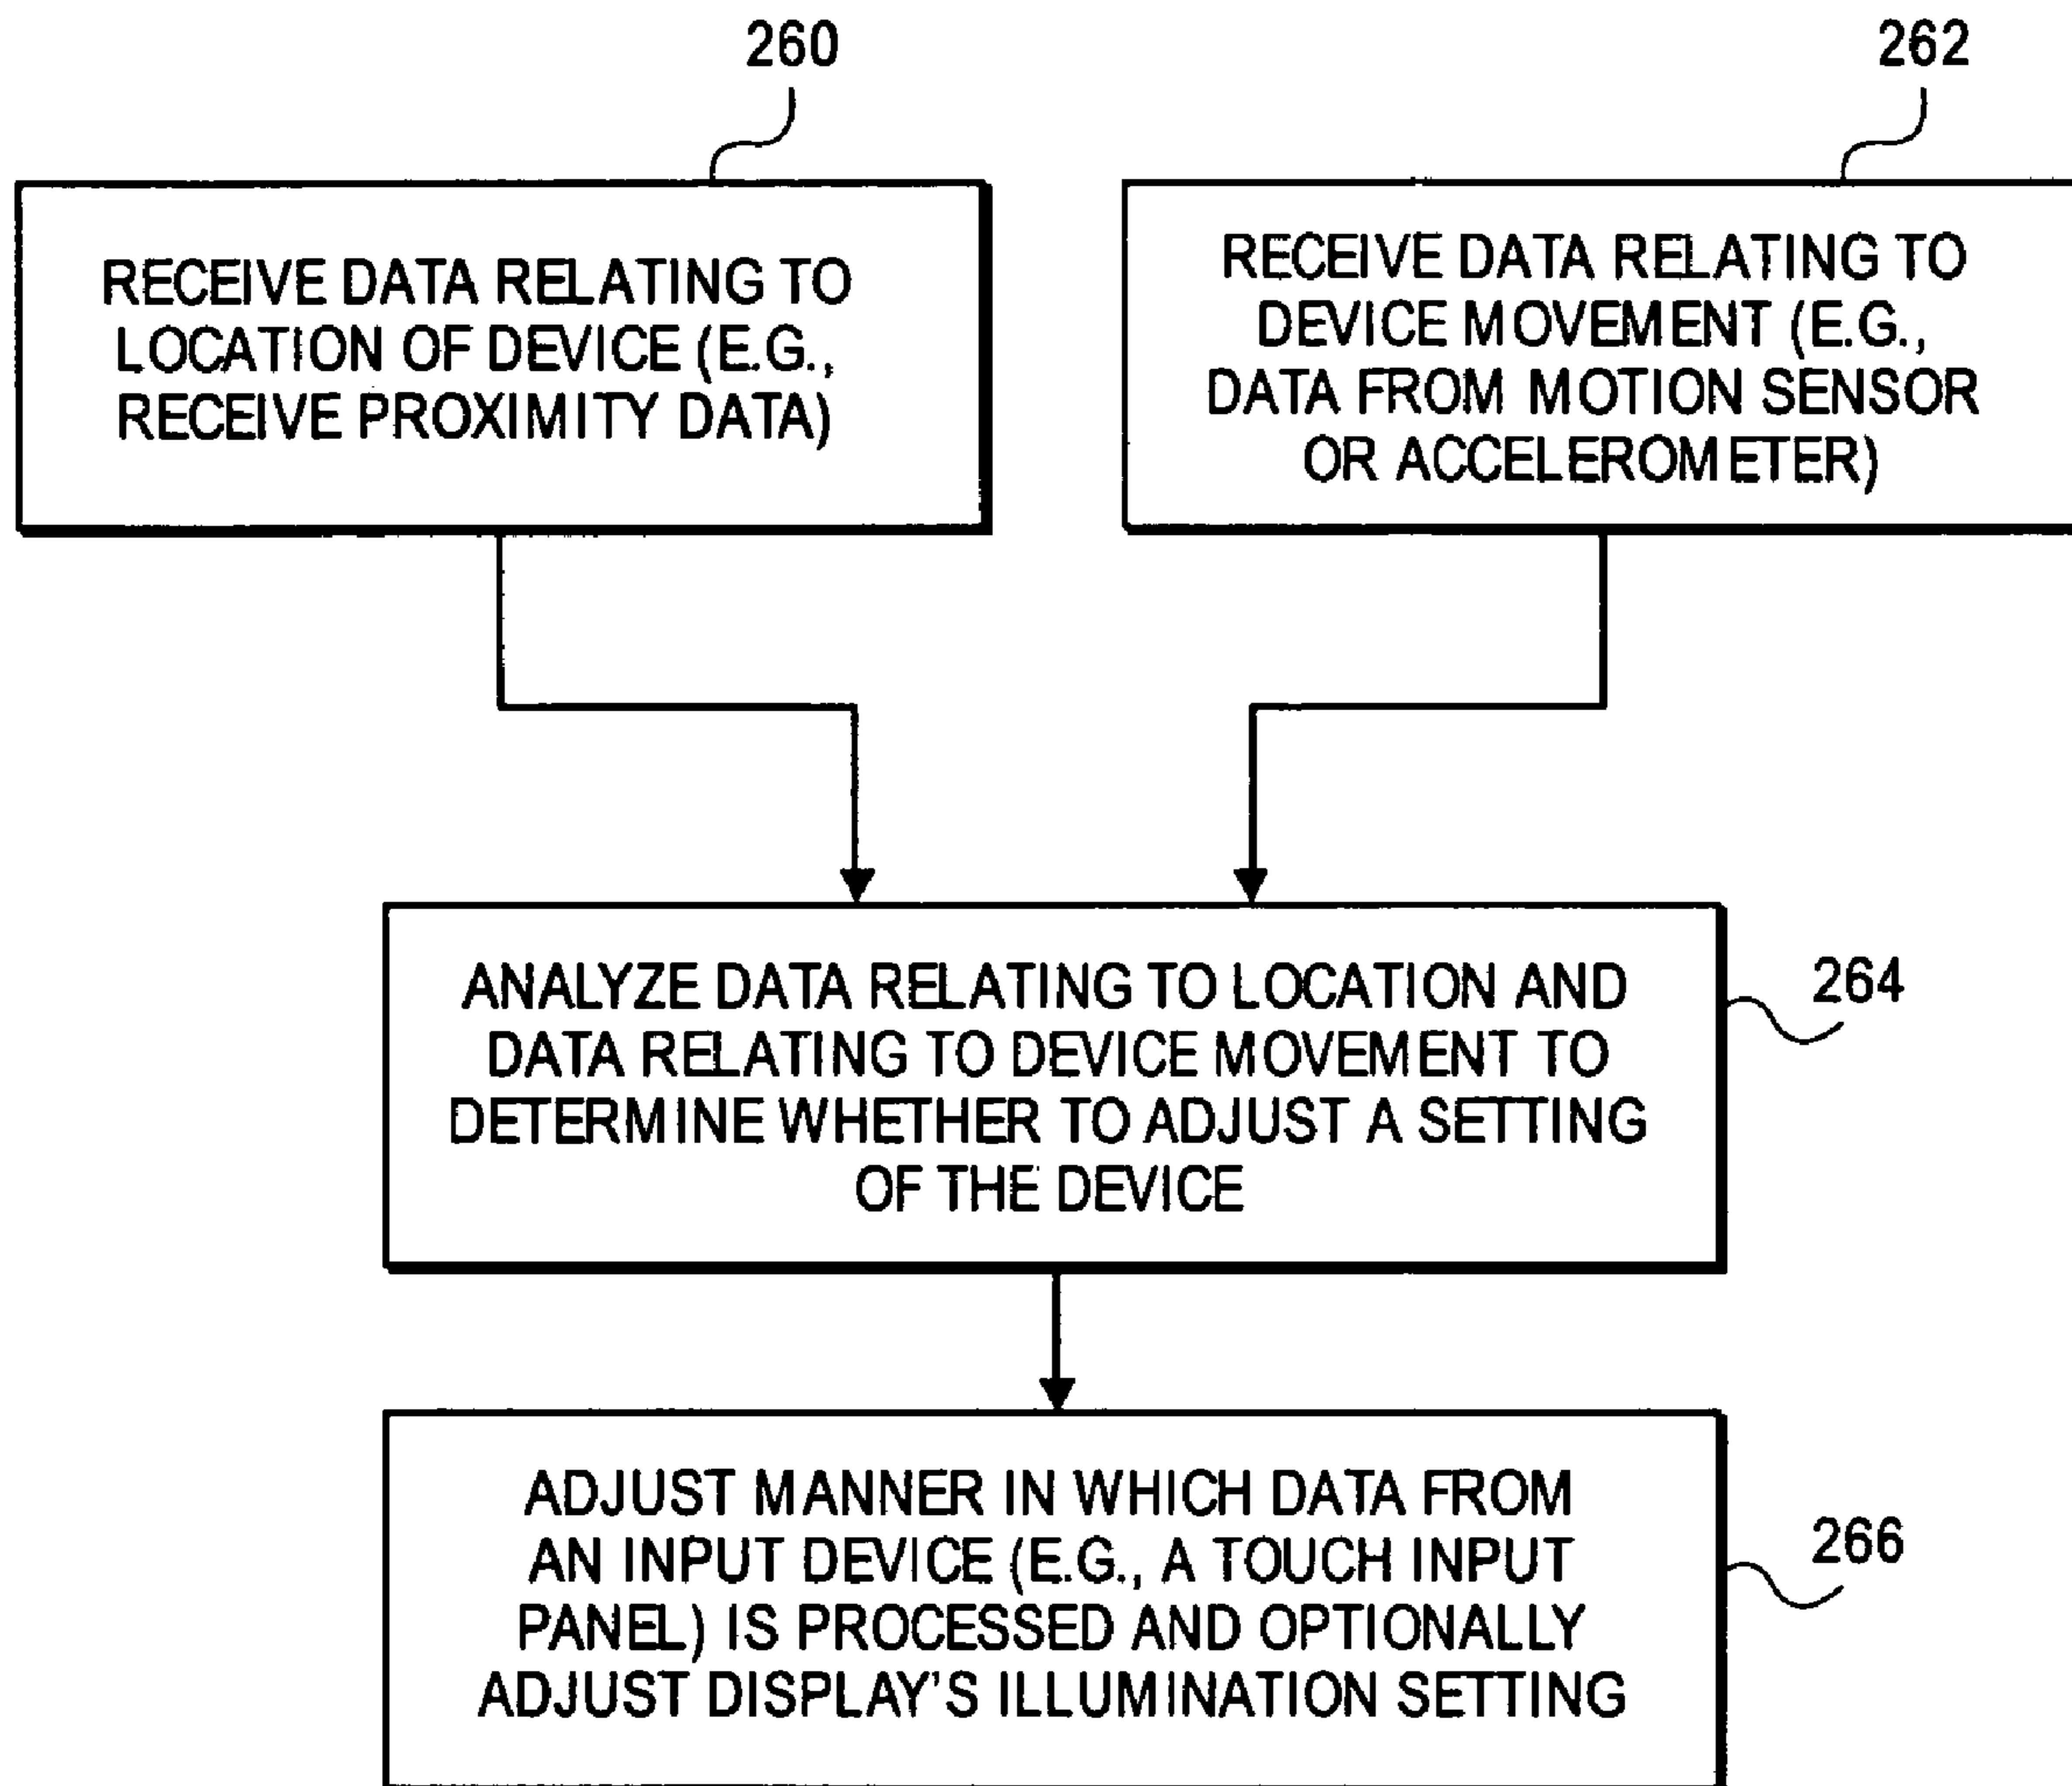 260
262
RECEIVE DATA RELATING TO
LOCATION OF DEVICE (E.G.,
RECEIVE PROXIMITY DATA)
RECEIVE DATA RELATING TO
DEVICE MOVEMENT (E.G.,
DATA FROM MOTION SENSOR
OR ACCELEROMETER)
ANALYZE DATA RELATING TO LOCATION AND
DATA RELATING TO DEVICE MOVEMENT TO
DETERMINE WHETHER TO ADJUST A SETTING
OF THE DEVICE
264
ADJUST MANNER IN WHICH DATA FROM
AN INPUT DEVICE (E.G., A TOUCH INPUT
PANEL) IS PROCESSED AND OPTIONALLY
ADJUST DISPLAY'S ILLUMINATION SETTING
266